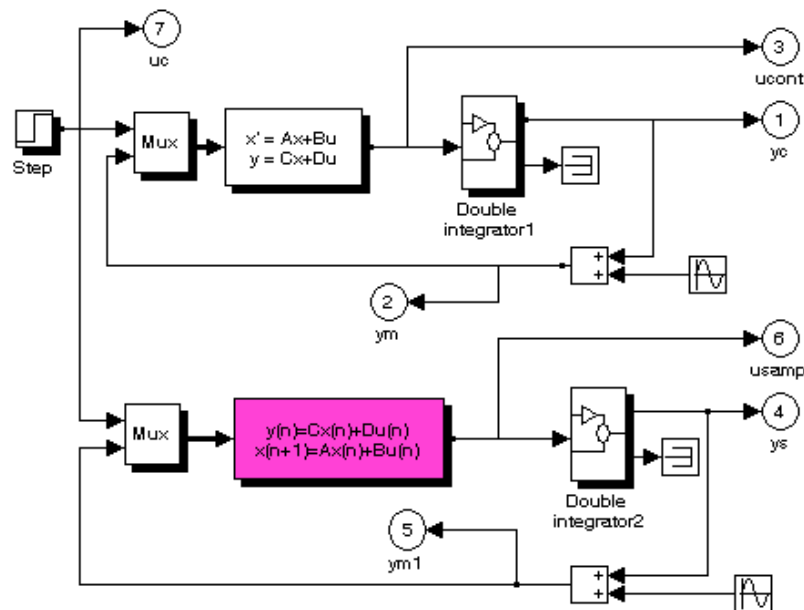 7
uc
3
ucont
Step
Mux
x' = Ax+Bu
y = Cx+Du
1
yc
Double
integrator1
+
+
2
ym
6
usamp
Mux
y(n)=Cx(n)+Du(n)
x(n+1)=Ax(n)+Bu(n)
4
ys
Double
integrator2
5
ym1
+
+